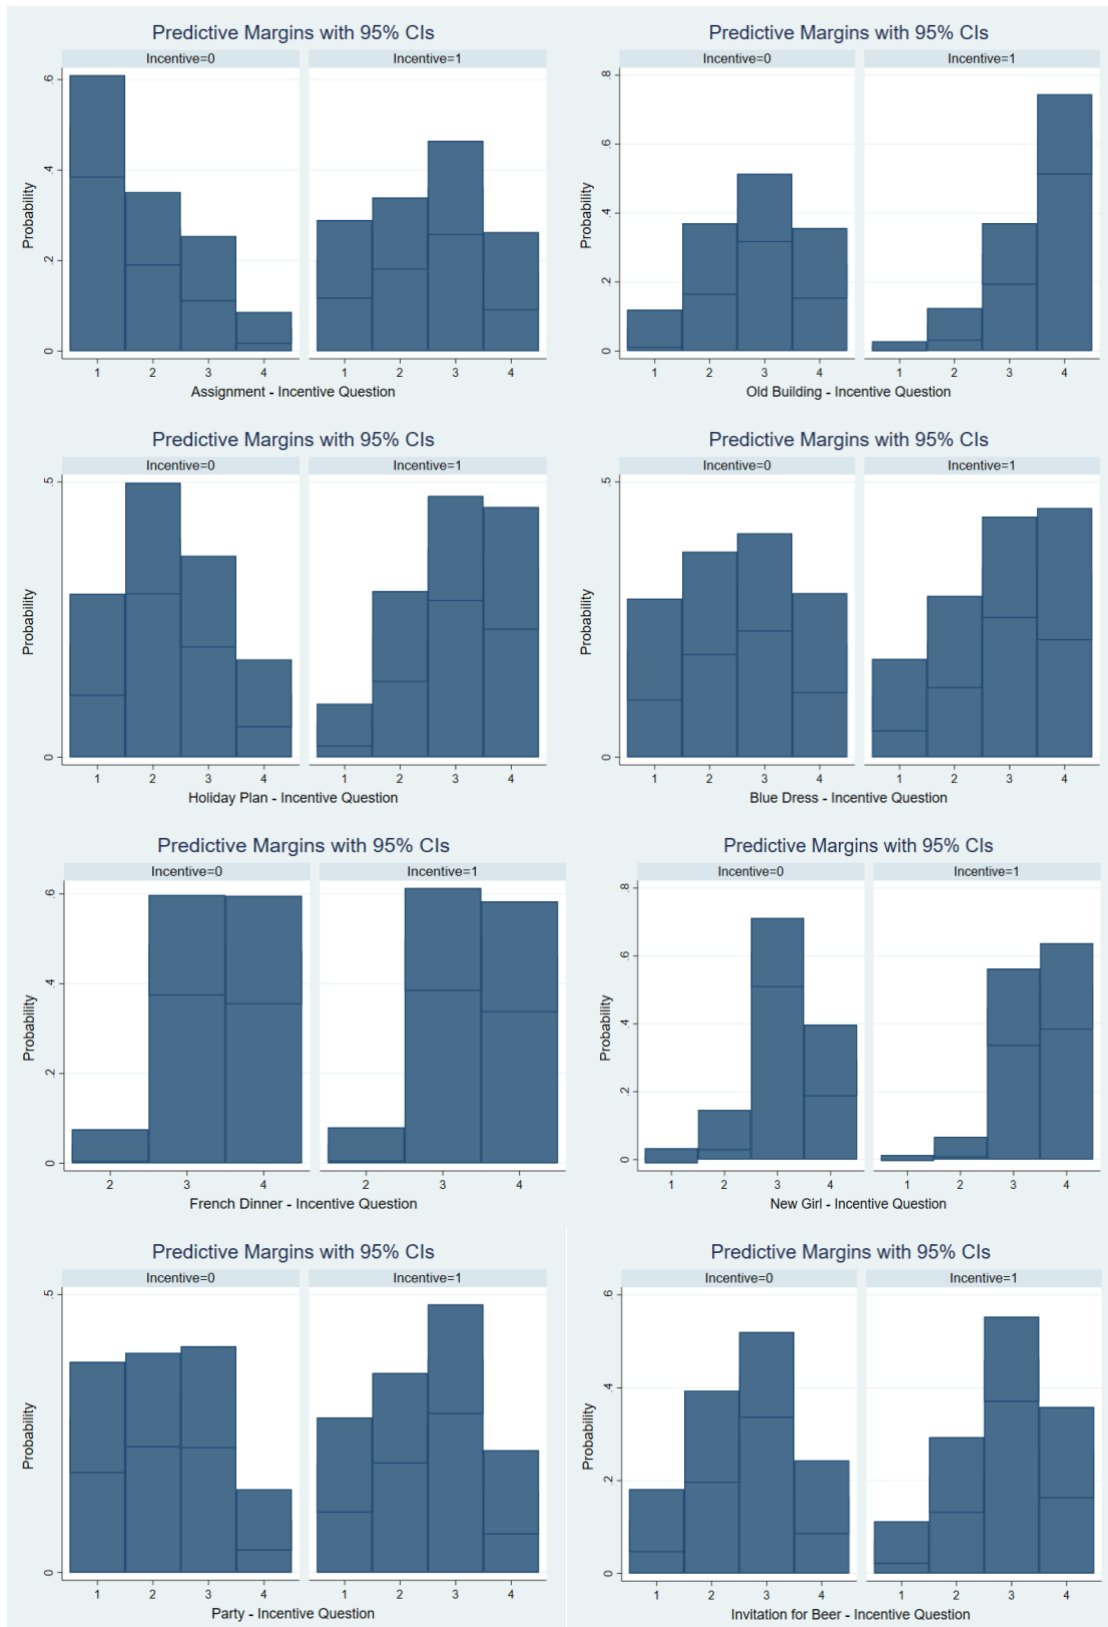 Predictive Margins with 95% CIs
Incentive=0 Incentive=1
.6
.4
.2
0
Probability
1 2 3 4 1 2 3 4
Assignment - Incentive Question
Predictive Margins with 95% CIs
Incentive=0 Incentive=1
.8
.6
.4
.2
0
Probability
1 2 3 4 1 2 3 4
Old Building - Incentive Question
Predictive Margins with 95% CIs
Incentive=0 Incentive=1
.5
0
Probability
1 2 3 4 1 2 3 4
Holiday Plan - Incentive Question
Predictive Margins with 95% CIs
Incentive=0 Incentive=1
.5
0
Probability
1 2 3 4 1 2 3 4
Blue Dress - Incentive Question
Predictive Margins with 95% CIs
Incentive=0 Incentive=1
.6
.4
.2
0
Probability
2 3 4 2 3 4
French Dinner - Incentive Question
Predictive Margins with 95% CIs
Incentive=0 Incentive=1
.8
.6
.4
.2
0
Probability
1 2 3 4 1 2 3 4
New Girl - Incentive Question
Predictive Margins with 95% CIs
Incentive=0 Incentive=1
.5
0
Probability
1 2 3 4 1 2 3 4
Party - Incentive Question
Predictive Margins with 95% CIs
Incentive=0 Incentive=1
.6
.4
.2
0
Probability
1 2 3 4 1 2 3 4
Invitation for Beer - Incentive Question